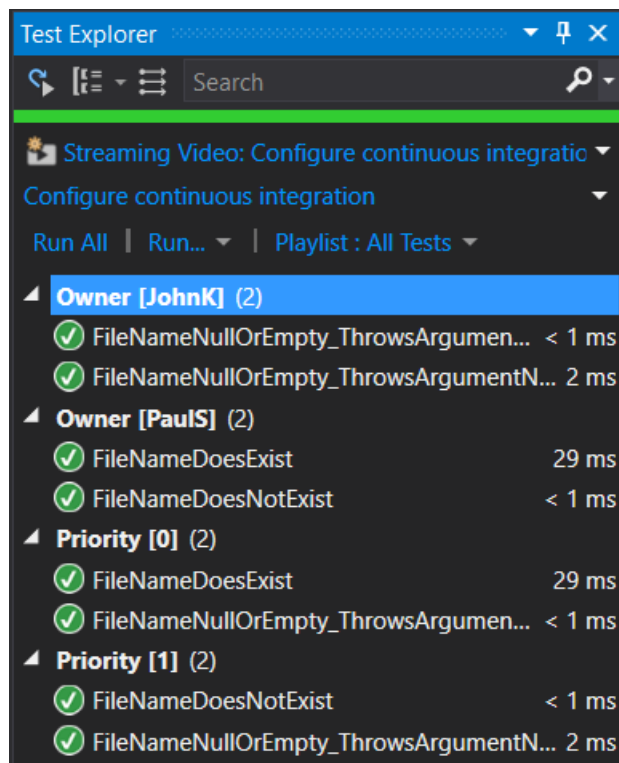 Test Explorer
Search
Streaming Video: Configure continuous integratio
Configure continuous integration
Run All | Run... | Playlist : All Tests
Owner [JohnK] (2)
FileNameNullOrEmpty_ThrowsArgumen... < 1 ms
FileNameNullOrEmpty_ThrowsArgumentN... 2 ms
Owner [PaulS] (2)
FileNameDoesExist 29 ms
FileNameDoesNotExist < 1 ms
Priority [0] (2)
FileNameDoesExist 29 ms
FileNameNullOrEmpty_ThrowsArgumen... < 1 ms
Priority [1] (2)
FileNameDoesNotExist < 1 ms
FileNameNullOrEmpty_ThrowsArgumentN... 2 ms